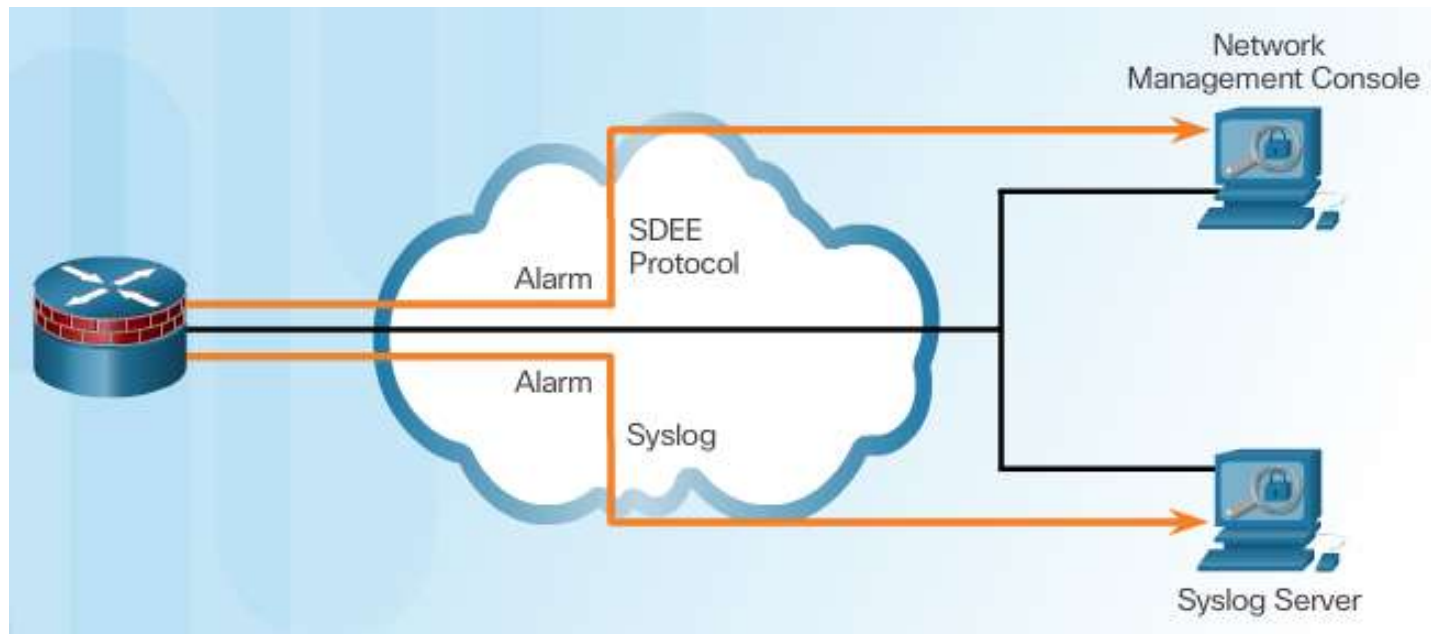 Network
Management Console
SDEE
Protocol
Alarm
Alarm
Syslog
Syslog Server